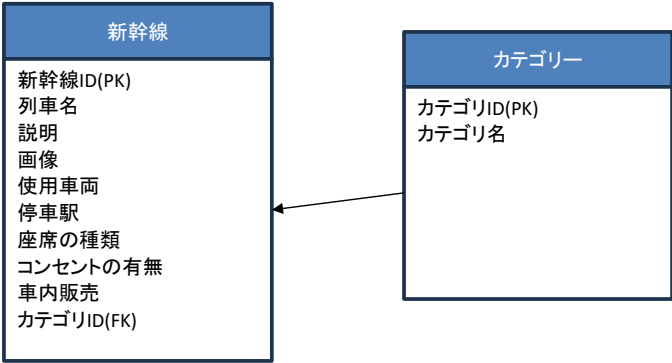 新幹線
新幹線ID(PK)
列車名
説明
画像
使用車両
停車駅
座席の種類
コンセントの有無
車内販売
カテゴリID(FK)
カテゴリー
カテゴリID(PK)
カテゴリ名